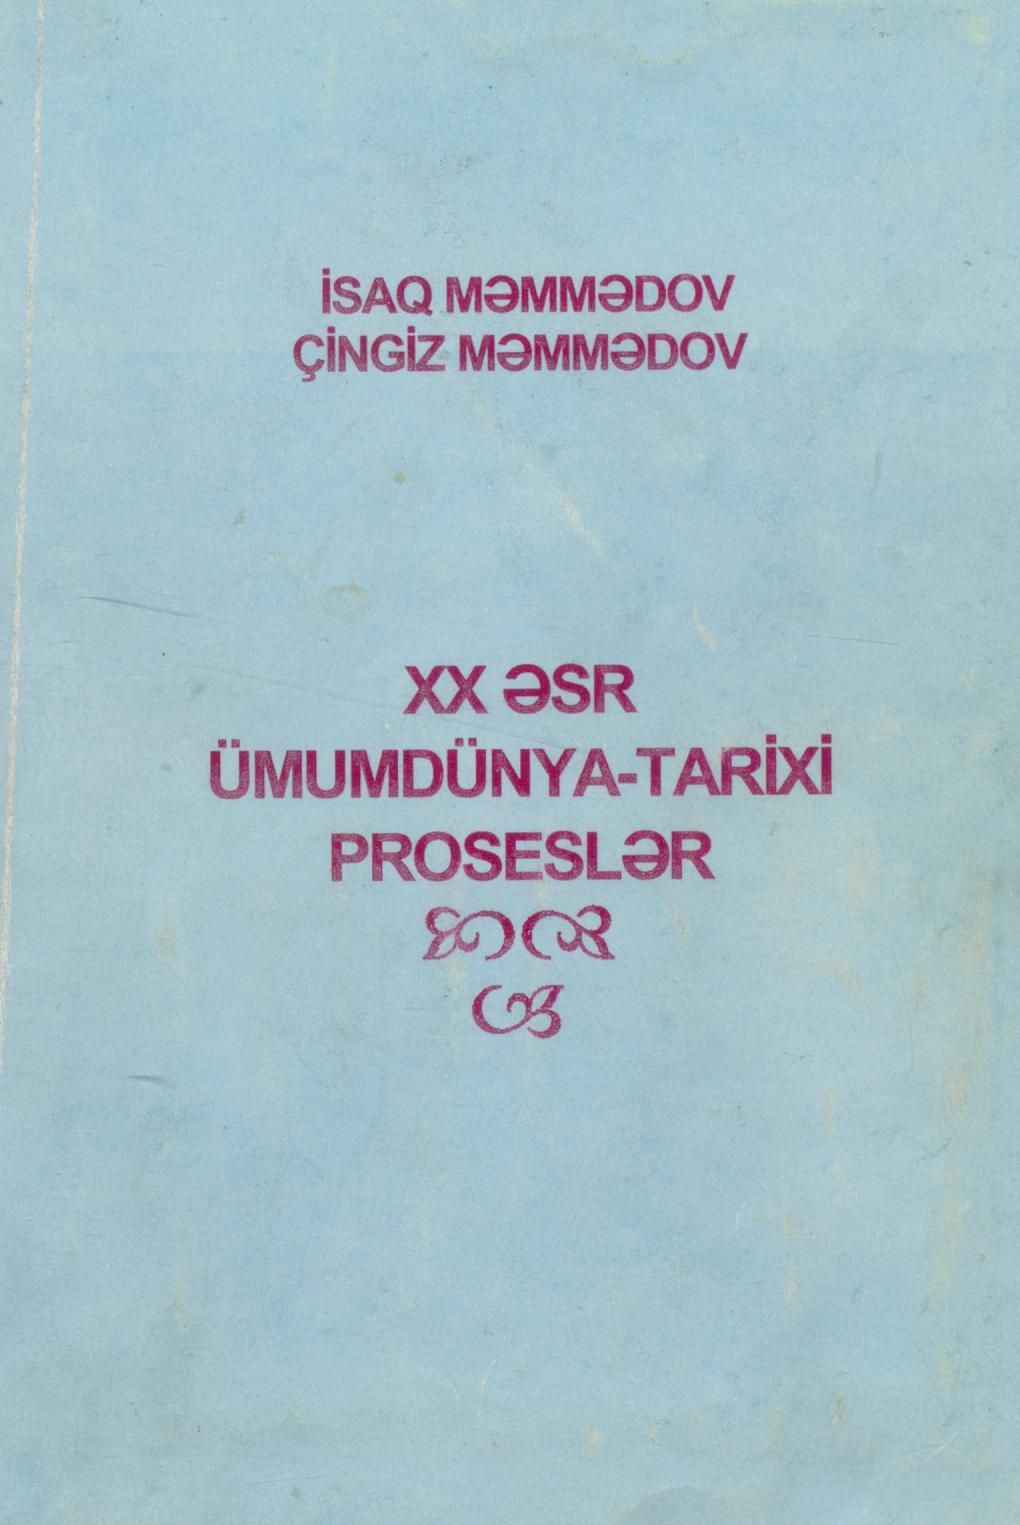 İSAQ MƏMMƏDOV
ÇİNGİZ MƏMMƏDOV
XX ƏSR
ÜMUMDÜNYA-TARİXİ
PROSESLƏR